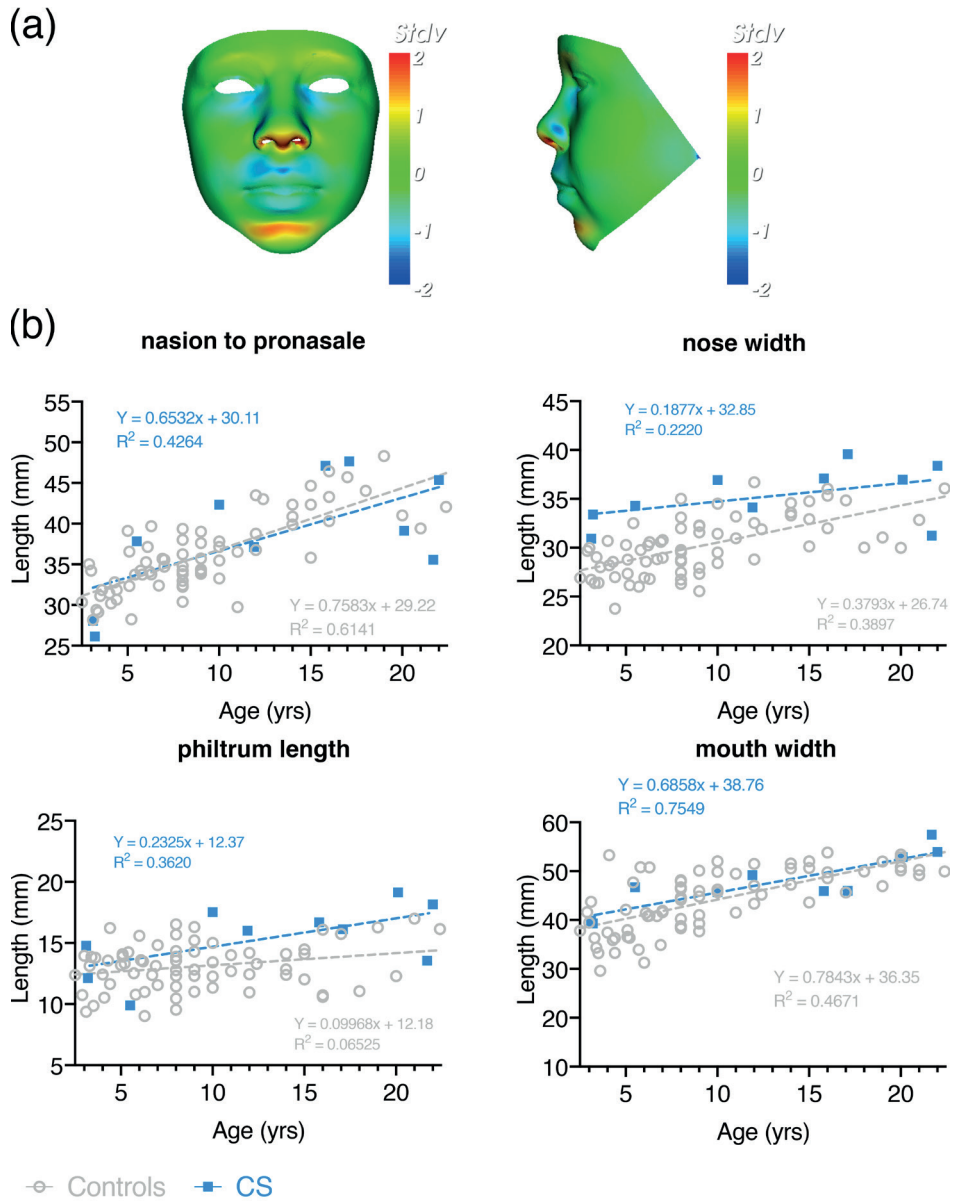 (a)
Stdv
2
1
0
-1
-2
Stdv
2
1
0
-1
-2
(b)
nasion to pronasale
Y = 0.6532x + 30.11
R² = 0.4264
Y = 0.7583x + 29.22
R² = 0.6141
Length (mm)
55
50
45
40
35
30
25
5 10 15 20
Age (yrs)
nose width
Y = 0.1877x + 32.85
R² = 0.2220
Y = 0.3793x + 26.74
R² = 0.3897
Length (mm)
45
40
35
30
25
20
5 10 15 20
Age (yrs)
philtrum length
Y = 0.2325x + 12.37
R² = 0.3620
Y = 0.09968x + 12.18
R² = 0.06525
Length (mm)
25
20
15
10
5
5 10 15 20
Age (yrs)
mouth width
Y = 0.6858x + 38.76
R² = 0.7549
Y = 0.7843x + 36.35
R² = 0.4671
Length (mm)
60
50
40
30
20
10
5 10 15 20
Age (yrs)
Controls CS